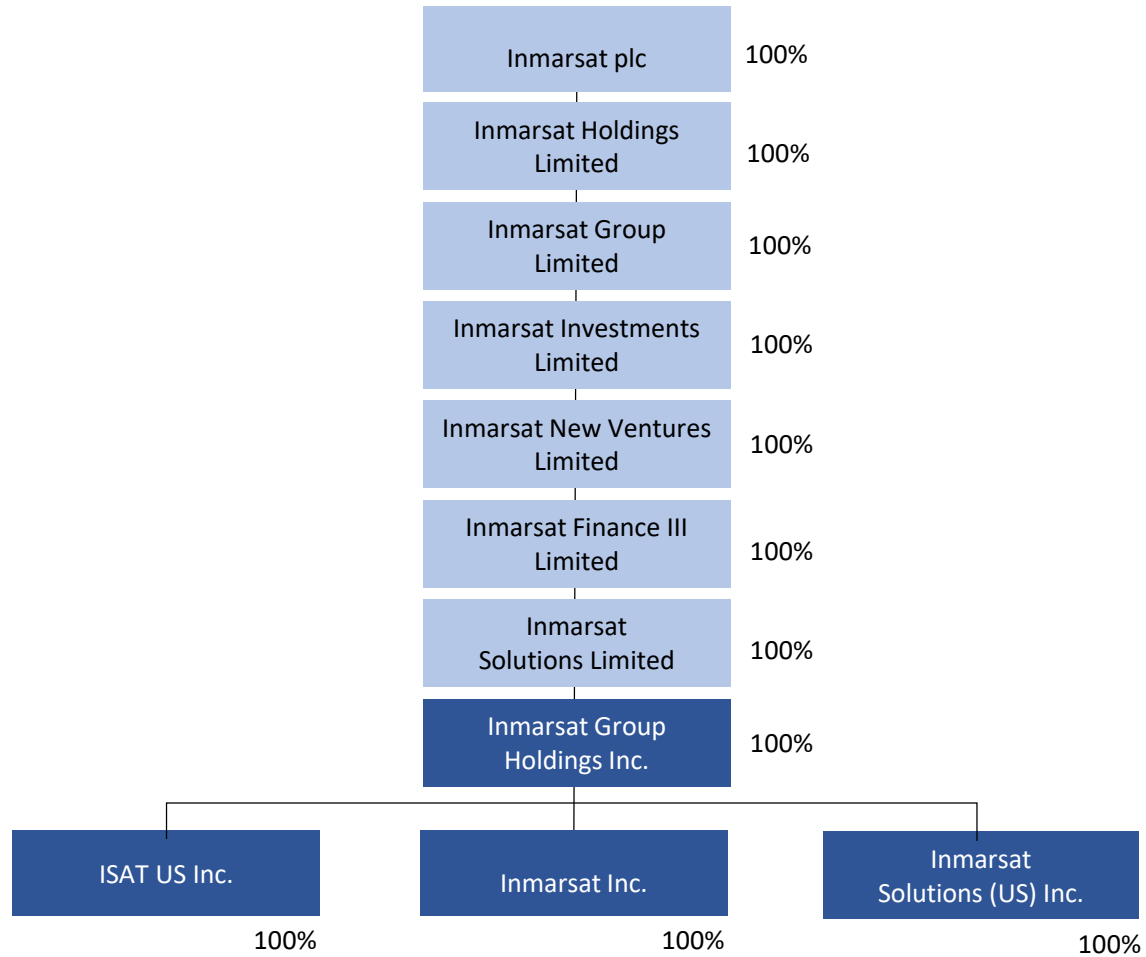 Inmarsat plc
100%
Inmarsat Holdings
Limited
100%
Inmarsat Group
Limited
100%
Inmarsat Investments
Limited
100%
Inmarsat New Ventures
Limited
100%
Inmarsat Finance III
Limited
100%
Inmarsat
Solutions Limited
100%
Inmarsat Group
Holdings Inc.
100%
ISAT US Inc.
100%
Inmarsat Inc.
100%
Inmarsat
Solutions (US) Inc.
100%